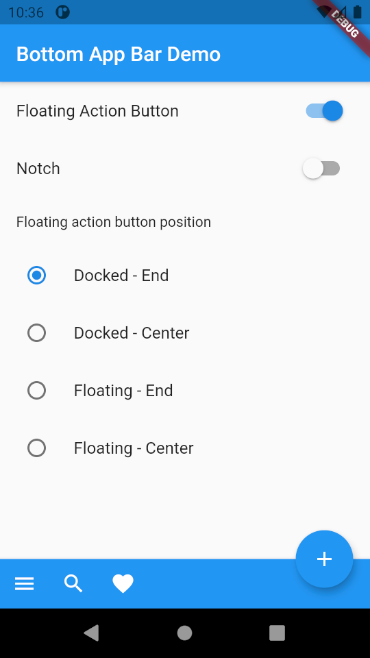 10:36
DEBUG
Bottom App Bar Demo
Floating Action Button
Notch
Floating action button position
Docked - End
Docked - Center
Floating - End
Floating - Center